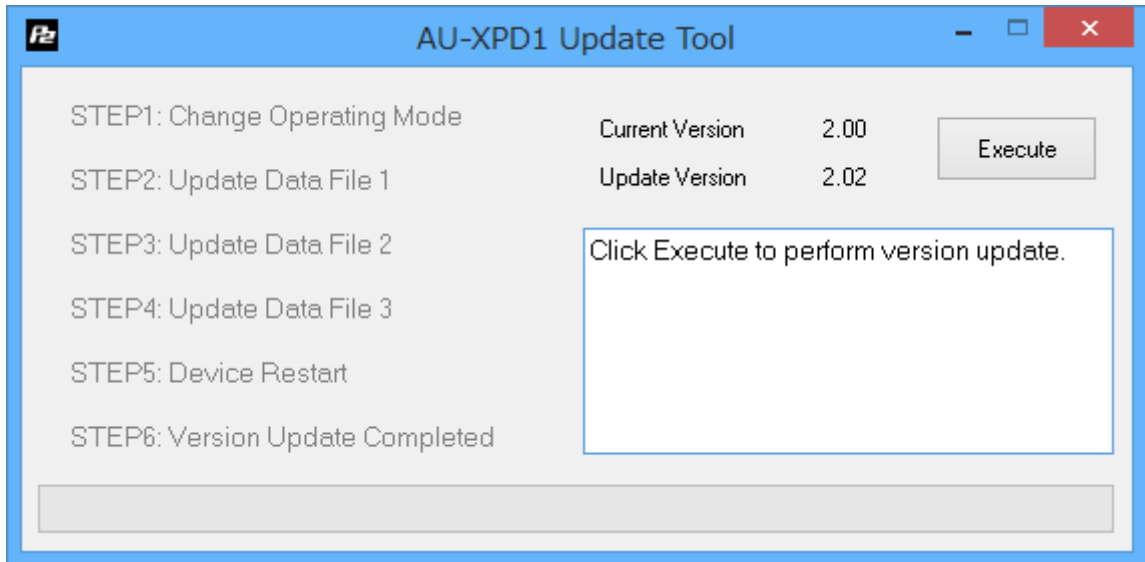 P2
AU-XPD1 Update Tool
STEP1: Change Operating Mode
STEP2: Update Data File 1
STEP3: Update Data File 2
STEP4: Update Data File 3
STEP5: Device Restart
STEP6: Version Update Completed
Current Version 2.00
Update Version 2.02
Execute
Click Execute to perform version update.